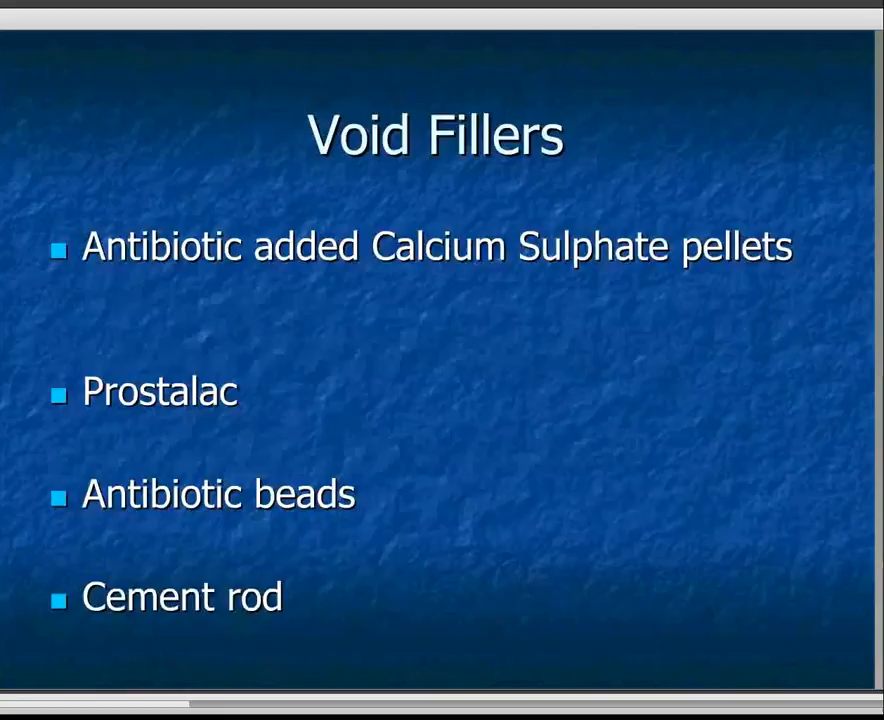 Void Fillers
Antibiotic added Calcium Sulphate pellets
Prostalac
Antibiotic beads
Cement rod